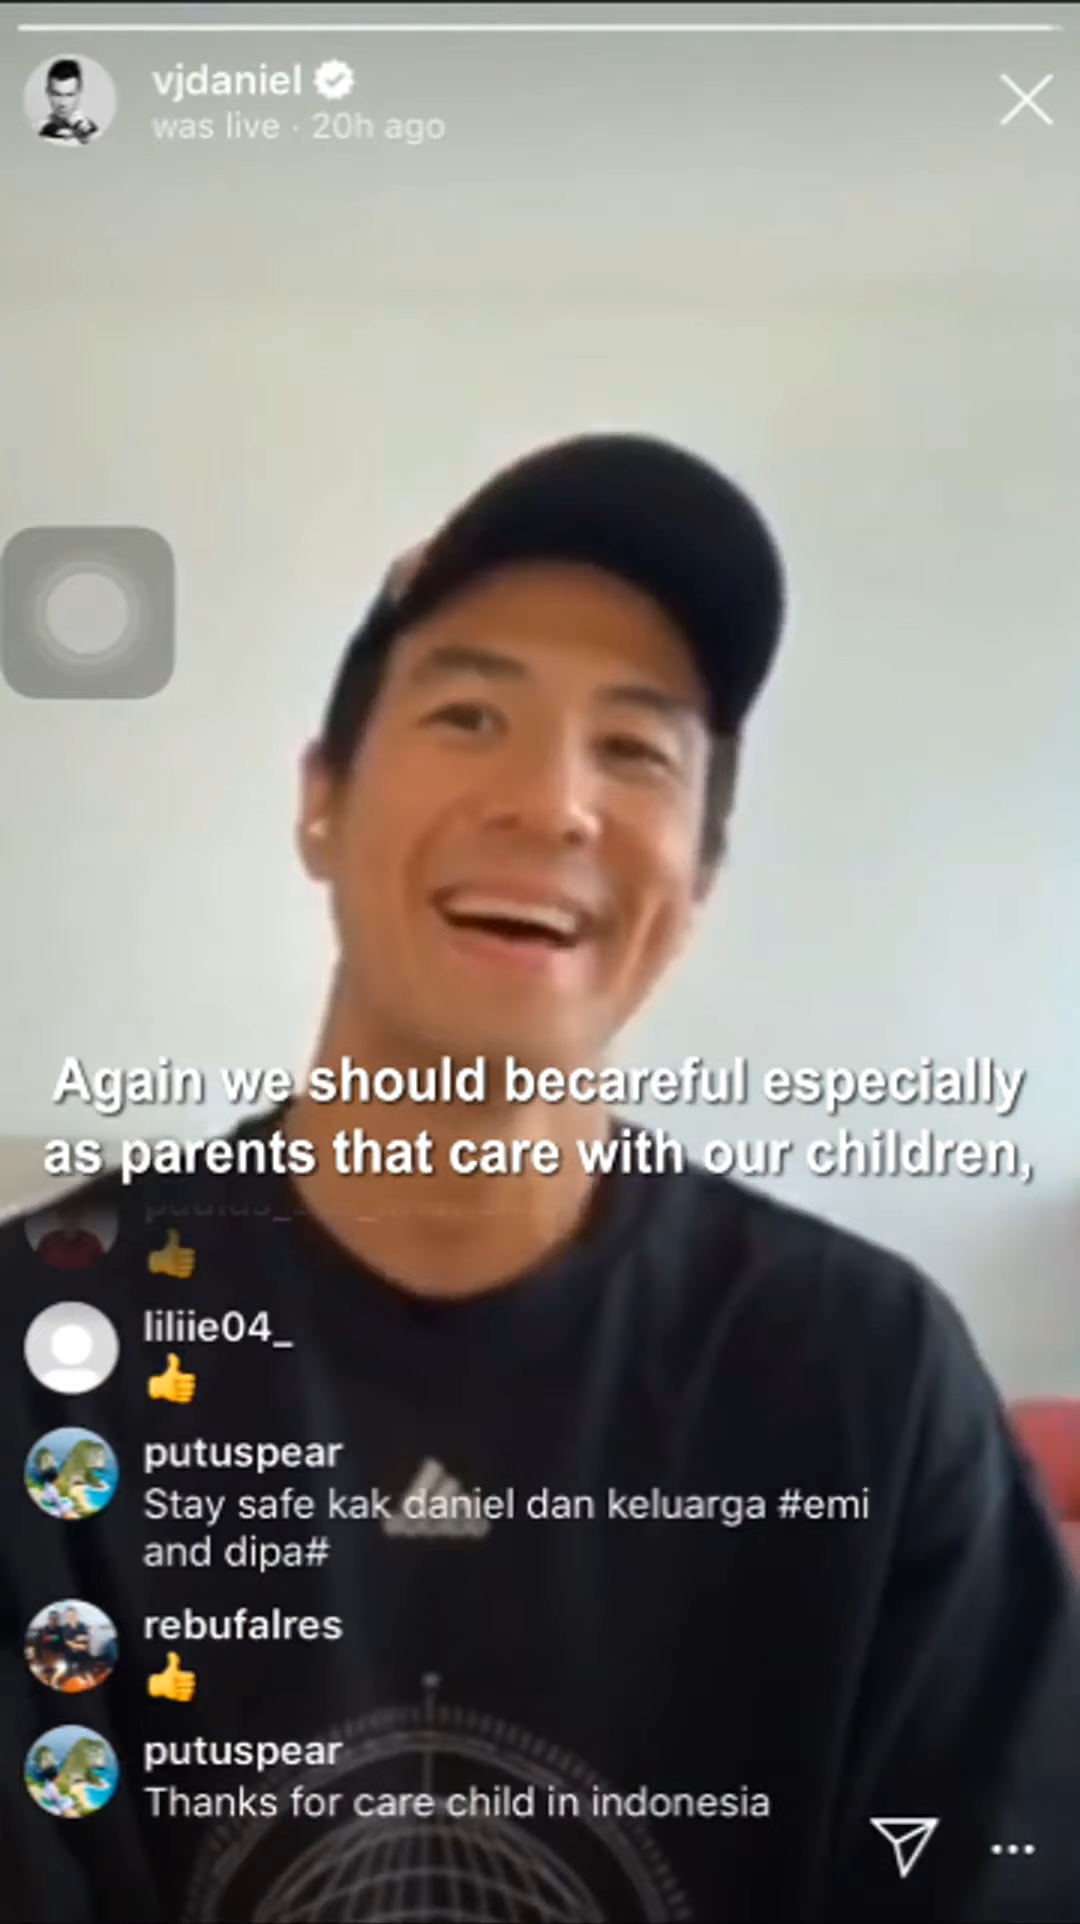 vjdaniel
was live · 20h ago
Again we should becareful especially
as parents that care with our children,
👍
liliie04_
👍
putuspear
Stay safe kak daniel dan keluarga #emi
and dipa#
rebufalres
👍
putuspear
Thanks for care child in indonesia